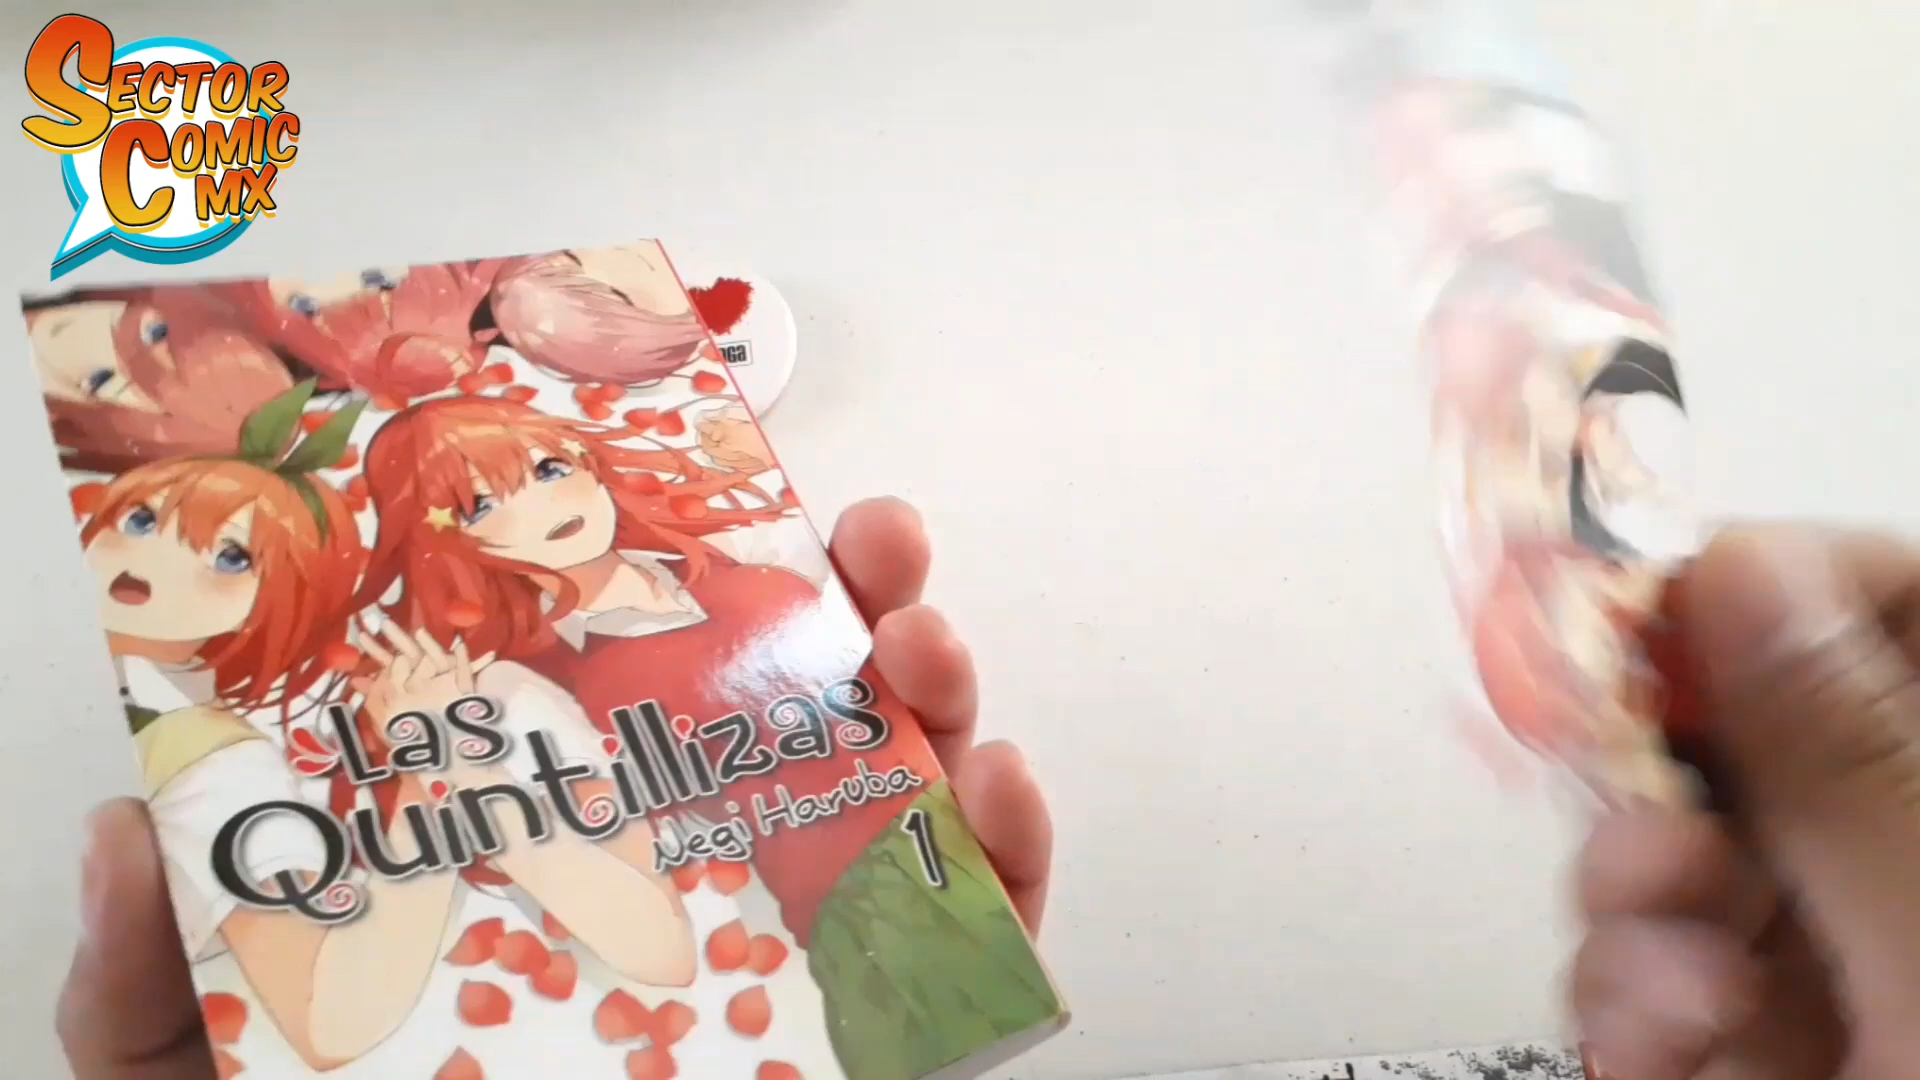 SECTOR
COMIC
MX
Las
Quintillizas
Negi Haruba
1